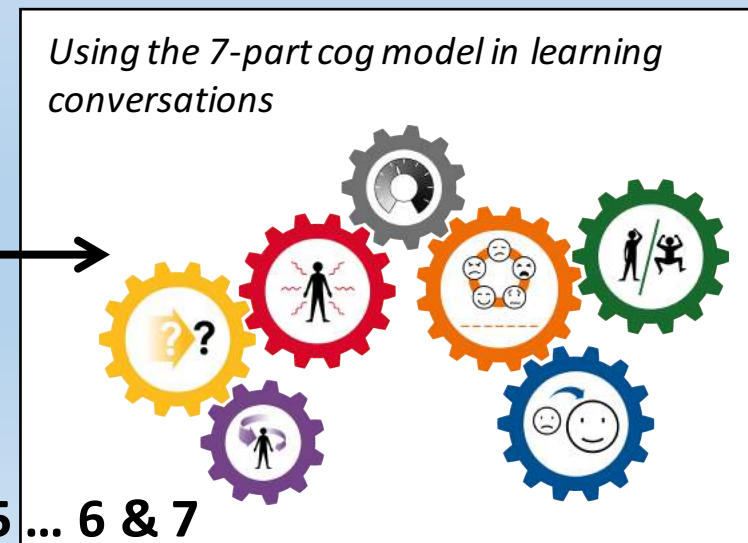 Using the 7-part cog model in learning
conversations
? ?
5 ... 6 & 7